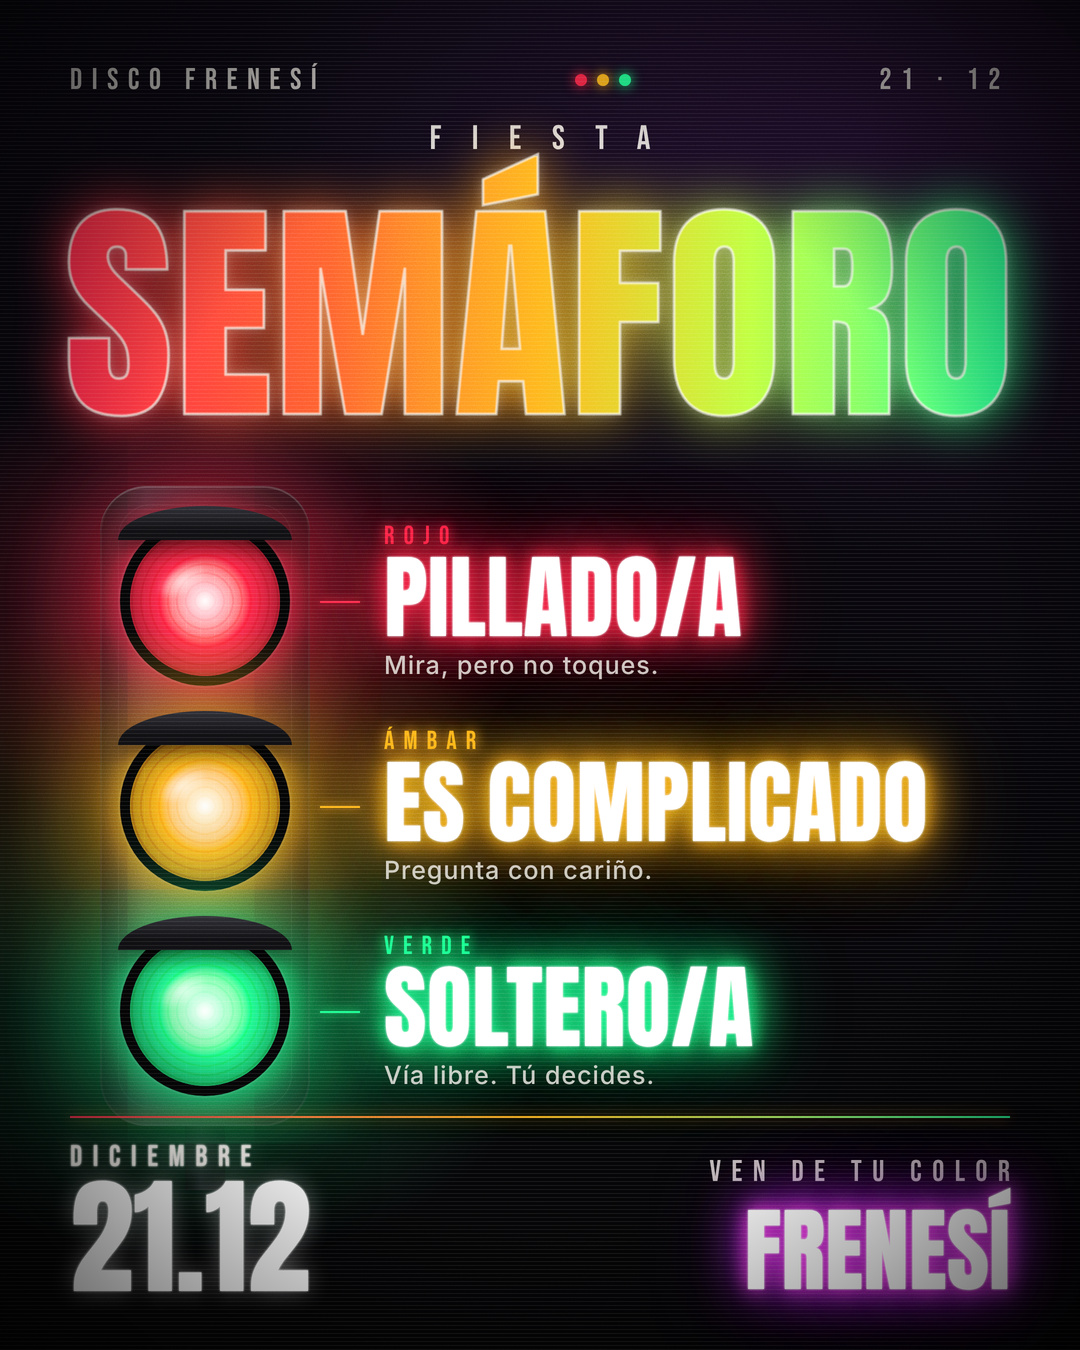 DISCO FRENESÍ
21 · 12
FIESTA
SEMÁFORO
ROJO
PILLADO/A
Mira, pero no toques.
ÁMBAR
ES COMPLICADO
Pregunta con cariño.
VERDE
SOLTERO/A
Vía libre. Tú decides.
DICIEMBRE
21.12
VEN DE TU COLOR
FRENESÍ